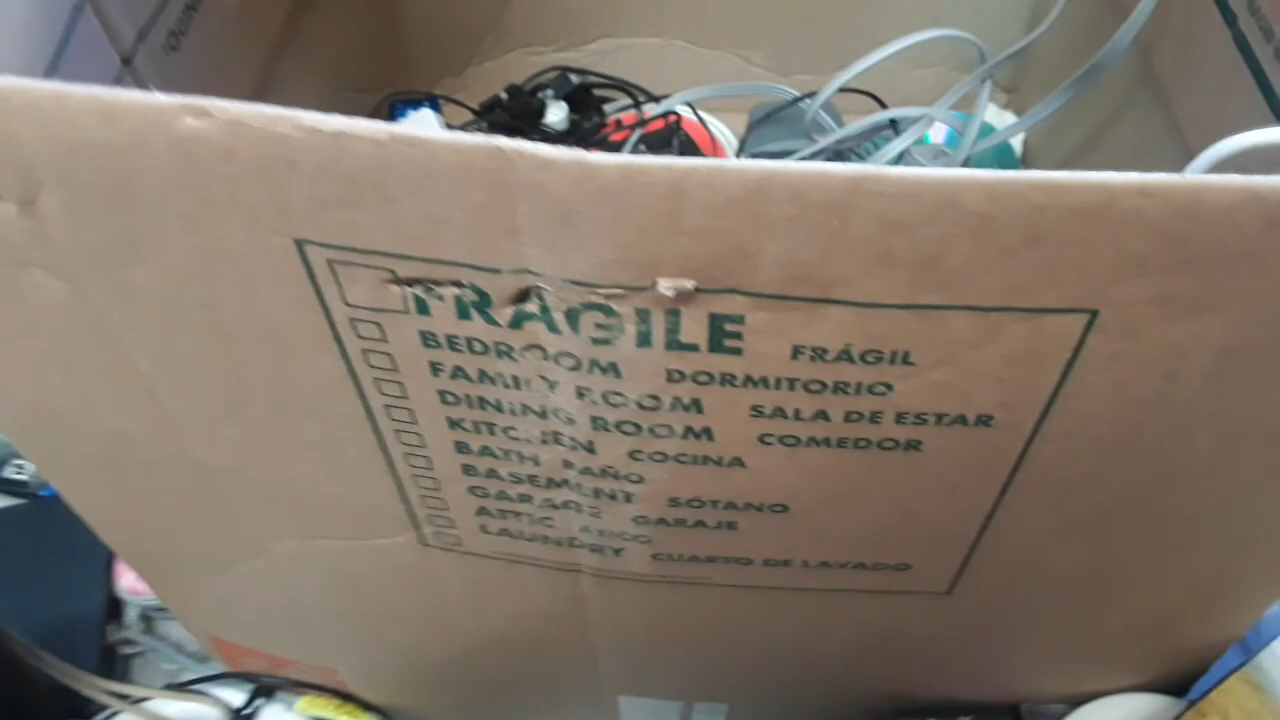 FRAGILE FRÁGIL
BEDROOM DORMITORIO
FAMILY ROOM SALA DE ESTAR
DINING ROOM COMEDOR
KITCHEN COCINA
BATH BAÑO
BASEMENT SÓTANO
GARAGE GARAJE
ATTIC ATICO
LAUNDRY CUARTO DE LAVADO